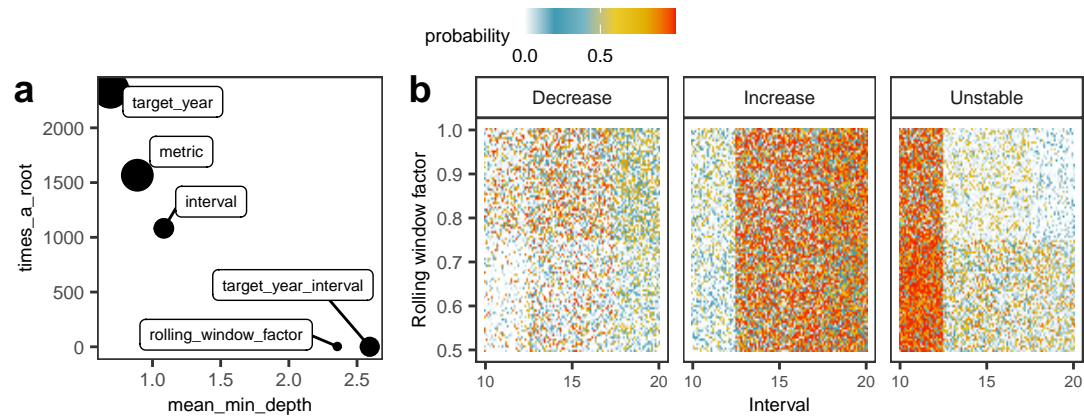 probability
0.0 0.5
a
times_a_root
2000
1500
1000
500
0
target_year
metric
interval
target_year_interval
rolling_window_factor
1.0 1.5 2.0 2.5
mean_min_depth
b
Decrease Increase Unstable
Rolling window factor
1.0
0.9
0.8
0.7
0.6
0.5
10 15 20 10 15 20 10 15 20
Interval